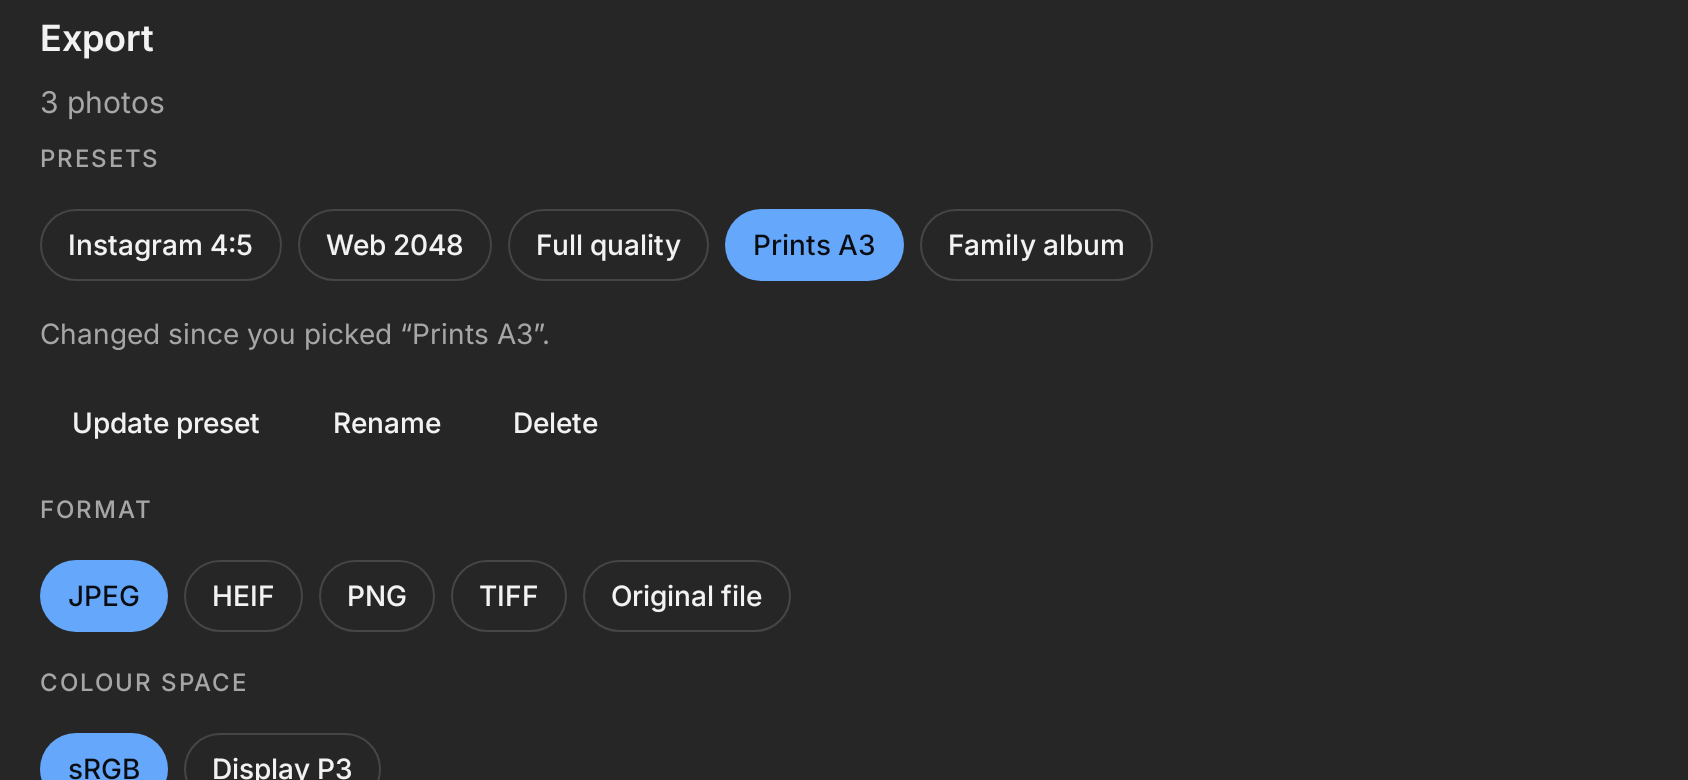 Export
3 photos
PRESETS
Instagram 4:5 Web 2048 Full quality Prints A3 Family album
Changed since you picked “Prints A3”.
Update preset Rename Delete
FORMAT
JPEG HEIF PNG TIFF Original file
COLOUR SPACE
sRGB Display P3